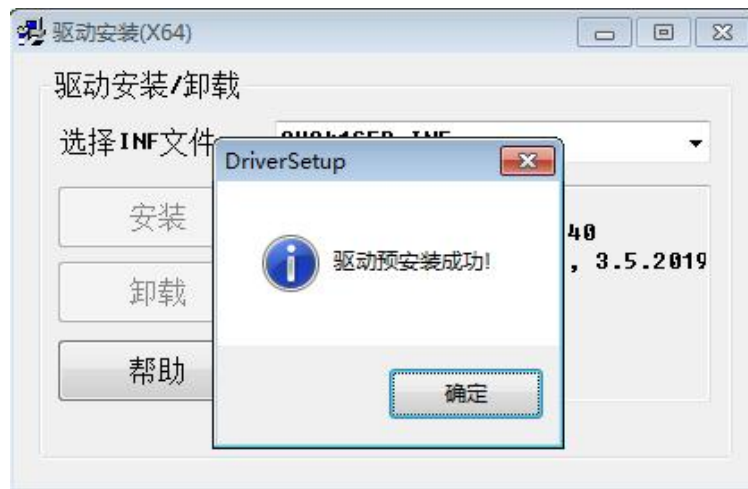 驱动安装(X64)
驱动安装/卸载
选择INF文件
DriverSetup
安装
40
驱动预安装成功!
, 3.5.2019
卸载
帮助
确定